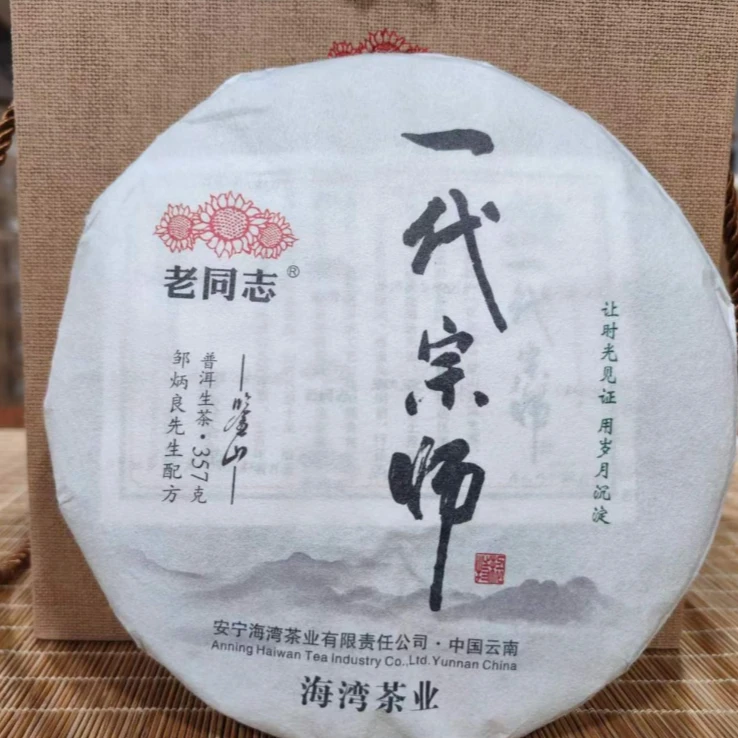 一代宗师
让时光见证 用岁月沉淀
老同志®
普洱生茶·357克
邹炳良先生配方
安宁海湾茶业有限责任公司·中国云南
Anning Haiwan Tea Industry Co.,Ltd.Yunnan China
海湾茶业